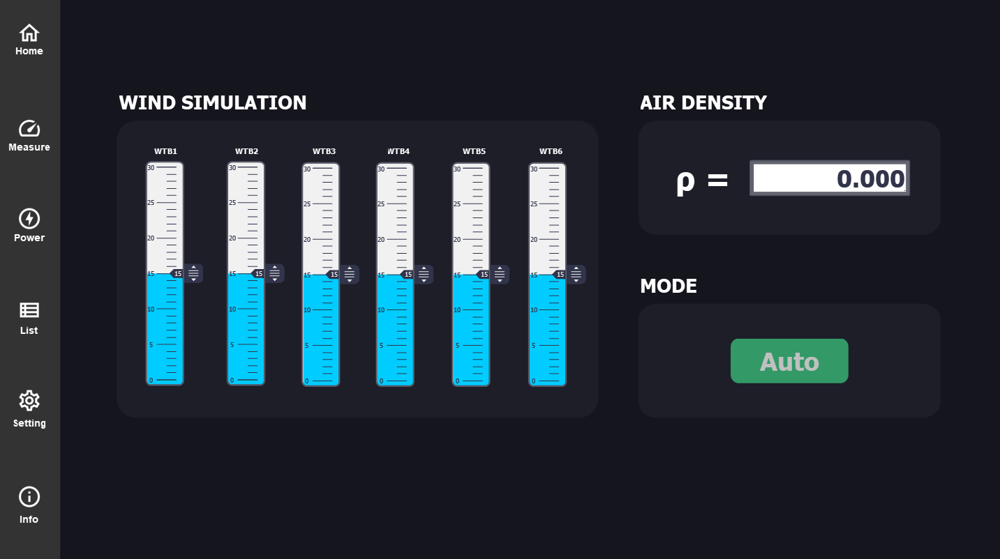 Home
Measure
Power
List
Setting
Info
WIND SIMULATION
WTB1 WTB2 WTB3 WTB4 WTB5 WTB6
30 30 30 30 30 30
25 25 25 25 25 25
20 20 20 20 20 20
15 15 15 15 15 15 15 15 15 15 15 15
10 10 10 10 10 10
5 5 5 5 5 5
0 0 0 0 0 0
AIR DENSITY
ρ = 0.000
MODE
Auto